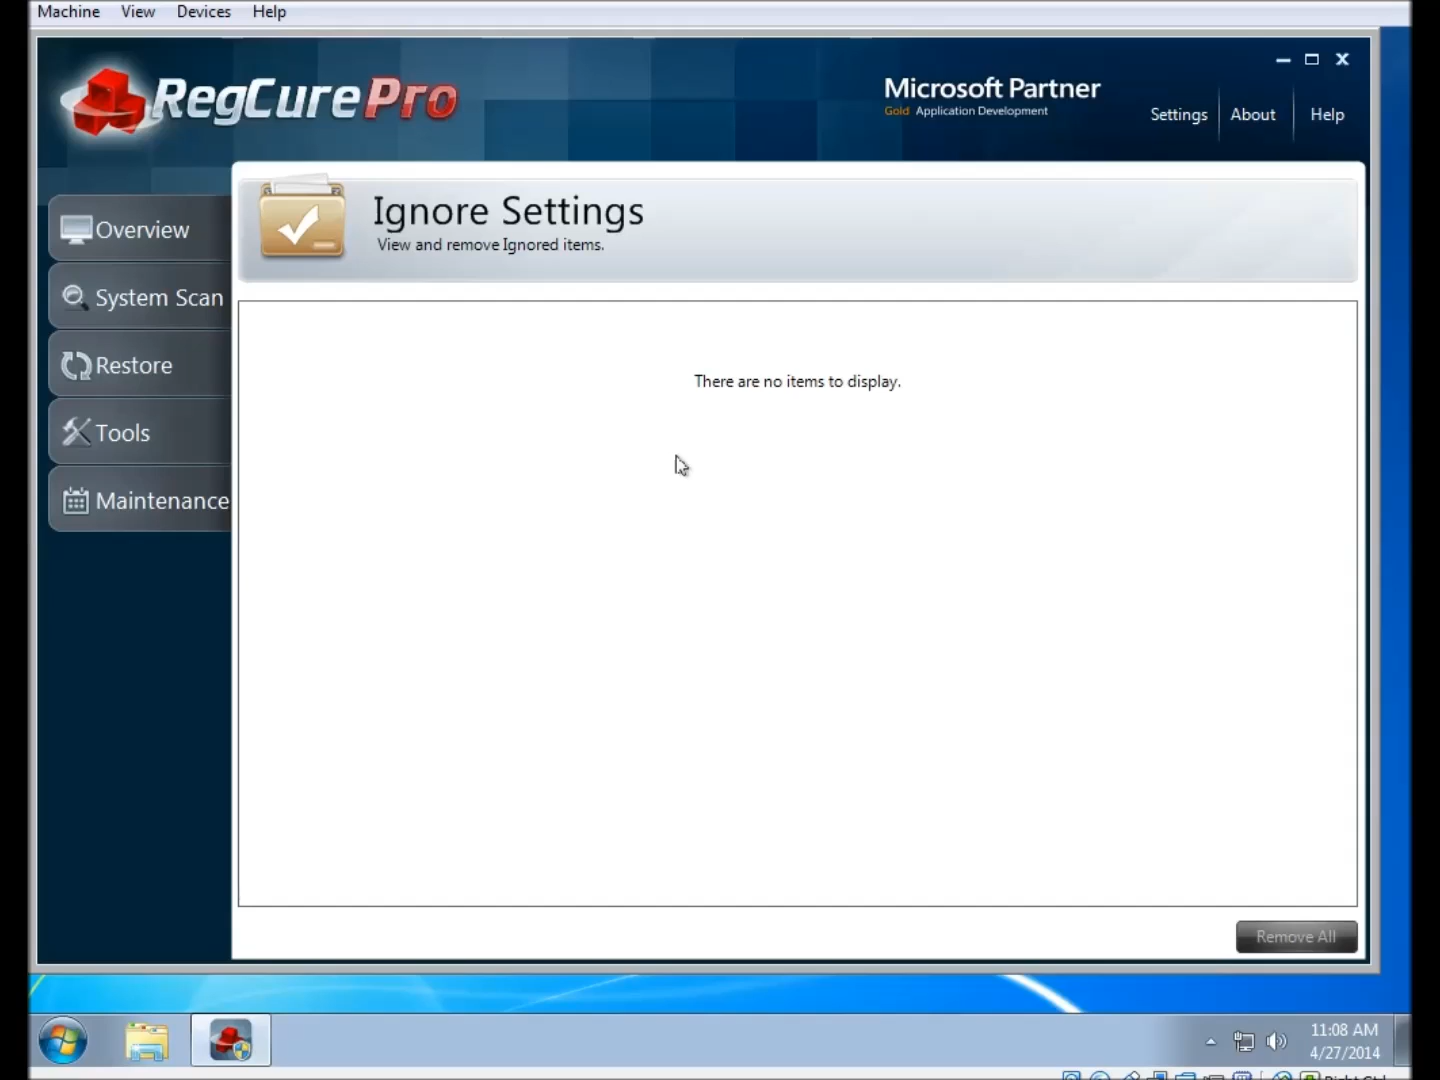 Machine View Devices Help
RegCure Pro
Microsoft Partner
Gold Application Development
Settings About Help
Ignore Settings
View and remove Ignored items.
Overview
System Scan
Restore
Tools
Maintenance
There are no items to display.
Remove All
11:08 AM
4/27/2014
Right Ctrl